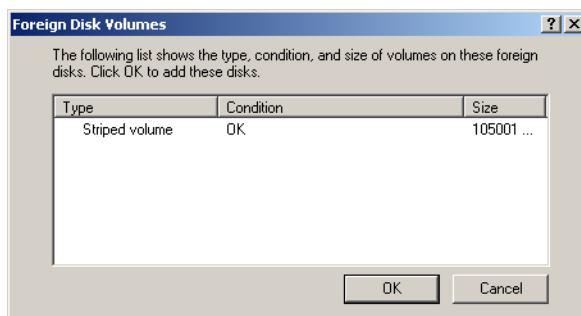 Foreign Disk Volumes
The following list shows the type, condition, and size of volumes on these foreign
disks. Click OK to add these disks.
Type Condition Size
Striped volume OK 105001 ...
OK Cancel